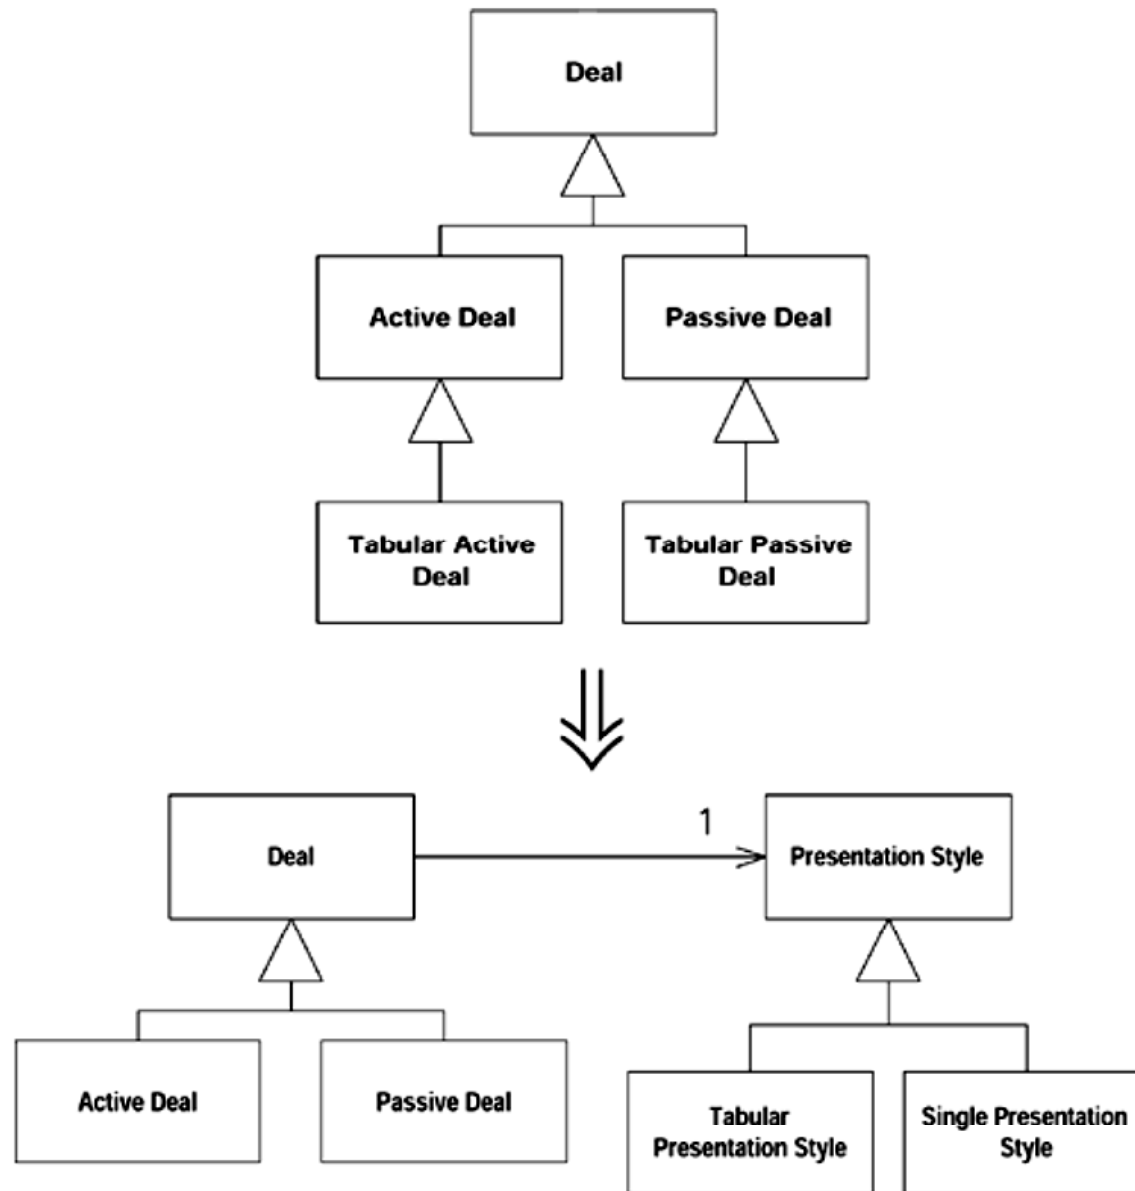 Deal
Active Deal
Passive Deal
Tabular Active
Deal
Tabular Passive
Deal
1
Deal
Presentation Style
Active Deal
Passive Deal
Tabular
Presentation Style
Single Presentation
Style